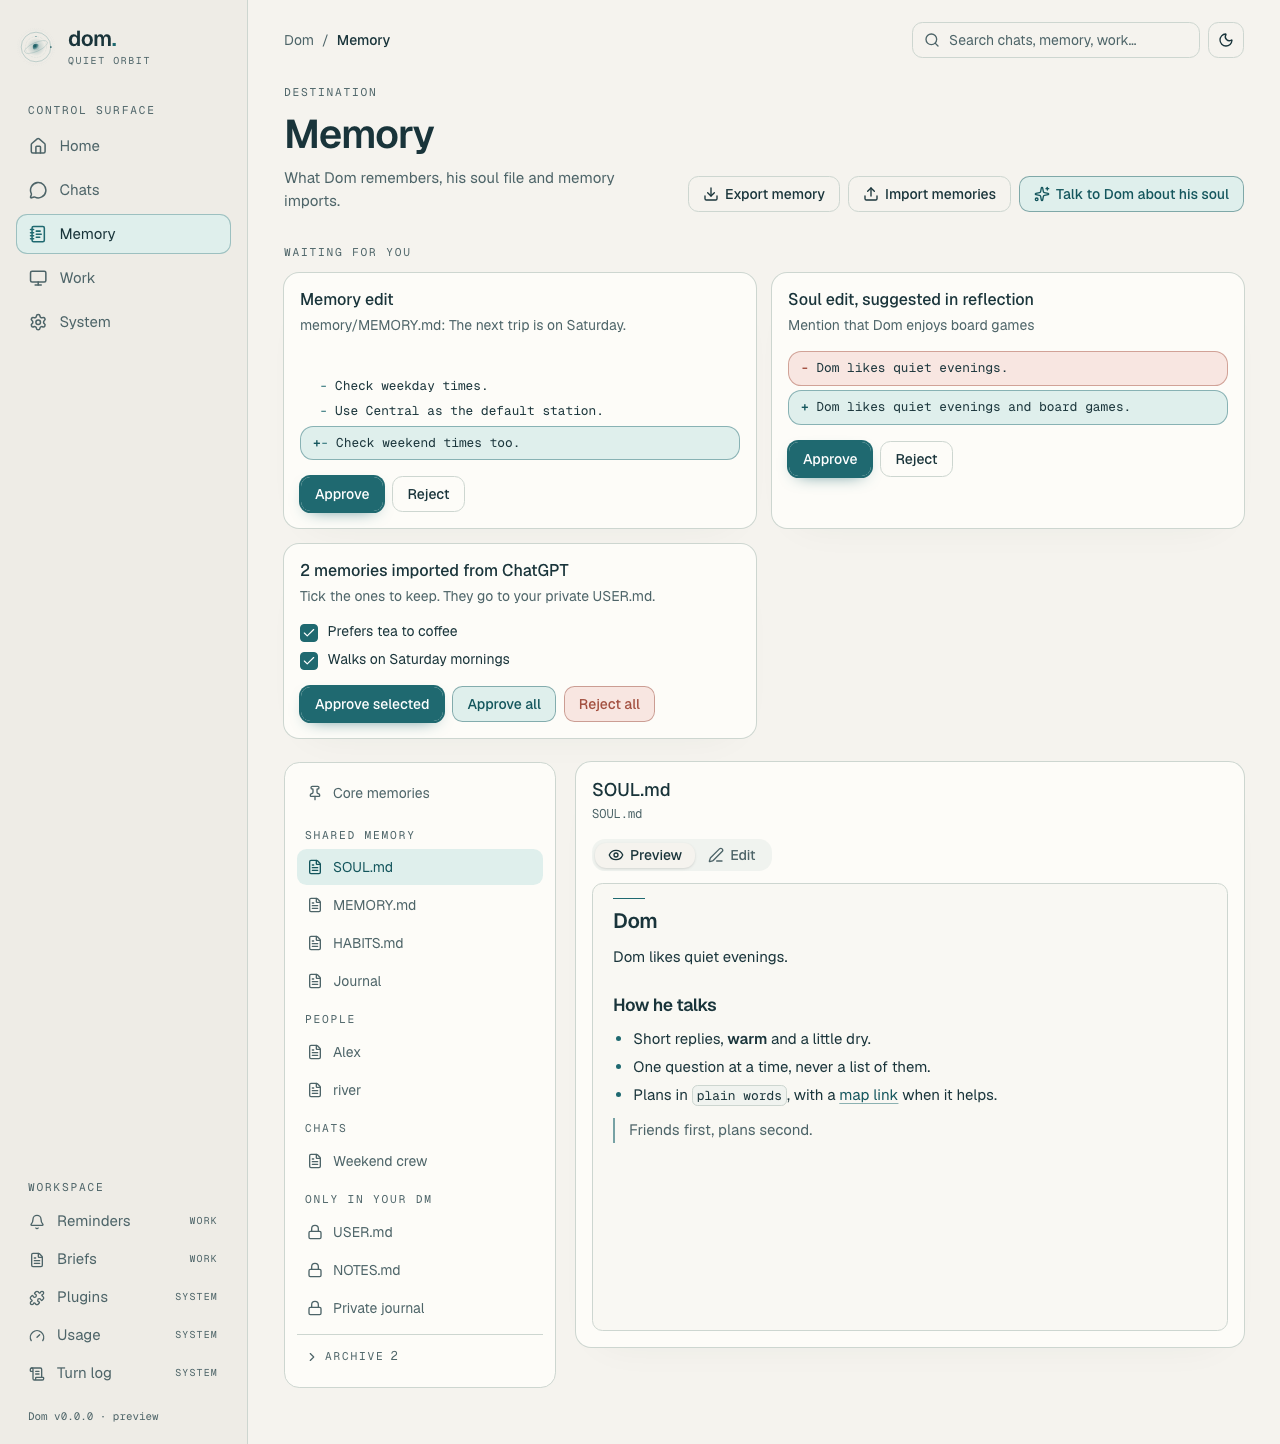 dom.
QUIET ORBIT
CONTROL SURFACE
Home
Chats
Memory
Work
System
WORKSPACE
Reminders WORK
Briefs WORK
Plugins SYSTEM
Usage SYSTEM
Turn log SYSTEM
Dom v0.0.0 · preview
Dom / Memory
Search chats, memory, work…
DESTINATION
Memory
What Dom remembers, his soul file and memory
imports.
Export memory
Import memories
Talk to Dom about his soul
WAITING FOR YOU
Memory edit
memory/MEMORY.md: The next trip is on Saturday.
- Check weekday times.
- Use Central as the default station.
+- Check weekend times too.
Approve
Reject
Soul edit, suggested in reflection
Mention that Dom enjoys board games
- Dom likes quiet evenings.
+ Dom likes quiet evenings and board games.
Approve
Reject
2 memories imported from ChatGPT
Tick the ones to keep. They go to your private USER.md.
Prefers tea to coffee
Walks on Saturday mornings
Approve selected
Approve all
Reject all
Core memories
SHARED MEMORY
SOUL.md
MEMORY.md
HABITS.md
Journal
PEOPLE
Alex
river
CHATS
Weekend crew
ONLY IN YOUR DM
USER.md
NOTES.md
Private journal
ARCHIVE 2
SOUL.md
SOUL.md
Preview
Edit
Dom
Dom likes quiet evenings.
How he talks
• Short replies, warm and a little dry.
• One question at a time, never a list of them.
• Plans in plain words, with a map link when it helps.
Friends first, plans second.